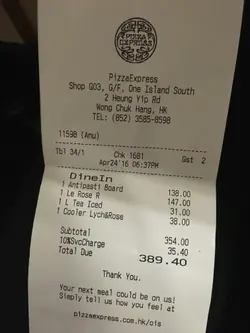 PIZZA EXPRESS
PizzaExpress
Shop G03, G/F, One Island South
2 Heung Yip Rd
Wong Chuk Hang, HK
TEL: (852) 3585-8598
1159B (Anu)
Tbl 34/1 Chk 1681 Gst 2
Apr24'16 06:37PM
DineIn
1 Antipasti Board 138.00
1 Le Rose R 147.00
1 L Tea Iced 31.00
1 Cooler Lych&Rose 38.00
Subtotal 354.00
10%SvcCharge 35.40
Total Due 389.40
Thank You.
Your next meal could be on us!
Simply tell us how you feel at
pizzaexpress.com.hk/cis